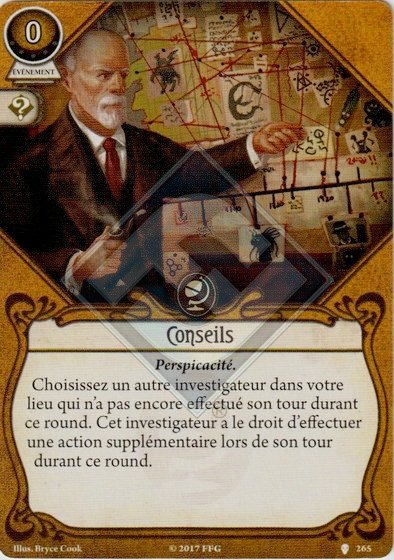 0
ÉVÉNEMENT
Conseils
Perspicacité.
Choisissez un autre investigateur dans votre
lieu qui n'a pas encore effectué son tour durant
ce round. Cet investigateur a le droit d'effectuer
une action supplémentaire lors de son tour
durant ce round.
Illus. Bryce Cook
© 2017 FFG
265